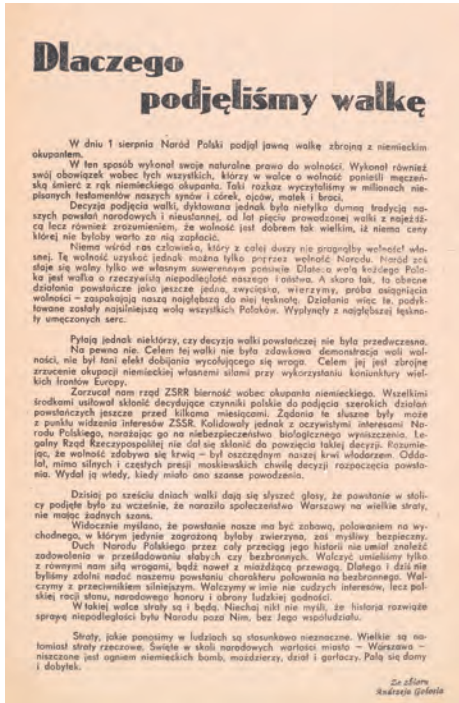 Dlaczego
podjęliśmy walkę
W dniu 1 sierpnia Naród Polski podjął jawną walkę zbrojną z niemieckim
okupantem.
W ten sposób wykonał swoje naturalne prawo do wolności. Wykonał również
swój obowiązek wobec tych wszystkich, którzy w walce o wolność ponieśli męczeń-
ską śmierć z rąk niemieckiego okupanta. Taki rozkaz wyczytaliśmy w milionach nie-
pisanych testamentów naszych synów i córek, ojców, matek i braci.
Decyzja podjęcia walki, dyktowana jednak była nietylko dumną tradycją na-
szych powstań narodowych i nieustannej, od lat pięciu prowadzonej walki z najeźdź-
cą lecz również zrozumieniem, że wolność jest dobrem tak wielkim, iż niema ceny
której nie byłoby warto za nią zapłacić.
Niema wśród nas człowieka, który z całej duszy nie pragnąłby wolności wła-
snej. Tę wolność uzyskać jednak można tylko poprzez wolność Narodu. Naród zaś
staje się wolny tylko we własnym suwerennym państwie. Dlatego wolą każdego Pola-
ka jest walka o rzeczywistą niepodległość naszego Państwa. A skoro tak, to obecne
działania powstańcze jako jeszcze jedna, zwycięska, wierzymy, próba osiągnięcia
wolności – zaspakajają naszą najgłębszą do niej tęsknotę. Działania więc te, podyk-
towane zostały najsilniejszą wolą wszystkich Polaków. Wypłynęły z najgłębszej tęskno-
ty umęczonych serc.
Pytają jednak niektórzy, czy decyzja walki powstańczej nie była przedwczesna.
Na pewno nie. Celem tej walki nie była zdawkowa demonstracja woli wol-
ności, nie był tani efekt dobijania wycofującego się wroga. Celem jej jest zbrojne
zrzucenie okupacji niemieckiej własnemi siłami przy wykorzystaniu koniunktury wiel-
kich frontów Europy.
Zarzucał nam rząd ZSRR bierność wobec okupanta niemieckiego. Wszelkimi
środkami usiłował skłonić decydujące czynniki polskie do podjęcia szerokich działań
powstańczych jeszcze przed kilkoma miesiącami. Żądania te słuszne były może
z punktu widzenia interesów ZSSR. Kolidowały jednak z oczywistymi interesami Na-
rodu Polskiego, narażając go na niebezpieczeństwo biologicznego wyniszczenia. Le-
galny Rząd Rzeczypospolitej nie dał się skłonić do powzięcia takiej decyzji. Rozumie-
jąc, że wolność zdobywa się krwią – był oszczędnym naszej krwi włodarzem. Odda-
lał, mimo silnych i częstych presji moskiewskich chwilę decyzji rozpoczęcia powsta-
nia. Wydał ją wtedy, kiedy miało ono szanse powodzenia.
Dzisiaj po sześciu dniach walki dają się słyszeć głosy, że powstanie w stoli-
cy podjęte było za wcześnie, że naraziło społeczeństwo Warszawy na wielkie straty,
nie mając żadnych szans.
Widocznie myślano, że powstanie nasze ma być zabawą, polowaniem na wy-
chodnego, w którym jedynie zagrożoną byłaby zwierzyna, zaś myśliwy bezpieczny.
Duch Narodu Polskiego przez cały przeciąg jego historii nie umiał znaleźć
zadowolenia w prześladowaniu słabych czy bezbronnych. Walczyć umieliśmy tylko
z równymi nam siłą wrogami, bądź nawet z miażdżącą przewagą. Dlatego i dziś nie
byliśmy zdolni nadać naszemu powstaniu charakteru polowania na bezbronnego. Wal-
czymy z przeciwnikiem silniejszym. Walczymy w imię nie cudzych interesów, lecz pol-
skiej racji stanu, narodowego honoru i obrony ludzkiej godności.
W takiej walce straty są i będą. Niechaj nikt nie myśli, że historja rozwiąże
sprawę niepodległości bytu Narodu poza Nim, bez Jego współudziału.
Straty, jakie ponosimy w ludziach są stosunkowo nieznaczne. Wielkie są na-
tomiast straty rzeczowe. Święte w skali narodowych wartości miasto – Warszawa –
niszczone jest ogniem niemieckich bomb, moździerzy, dział i garłaczy. Palą się domy
i dobytek.
Ze zbioru
Andrzeja